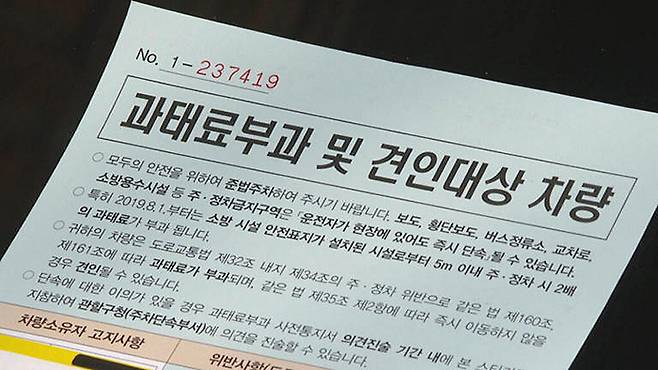 No. 1-237419
과태료부과 및 견인대상 차량
○ 모두의 안전을 위하여 준법주차하여 주시기 바랍니다. 보도, 횡단보도, 버스정류소, 교차로,
소방용수시설 등 주·정차금지구역은 「운전자가 현장에 있어도 즉시 단속」될 수 있습니다.
○ 특히 2019.8.1.부터는 소방 시설 안전표지가 설치된 시설로부터 5m 이내 주·정차 시 2배
의 과태료가 부과 됩니다.
○ 귀하의 차량은 도로교통법 제32조 내지 제34조의 주·정차 위반으로 같은 법 제160조,
제161조에 따라 과태료가 부과되며, 같은 법 제35조 제2항에 따라 즉시 이동하지 않을
경우 견인될 수 있습니다.
○ 단속에 대한 이의가 있을 경우 과태료부과 사전통지서 의견진술 기간 내에 본 스티커
지참하여 관할구청(주차단속부서)에 의견을 진술할 수 있습니다.
차량소유자 고지사항
위반사항